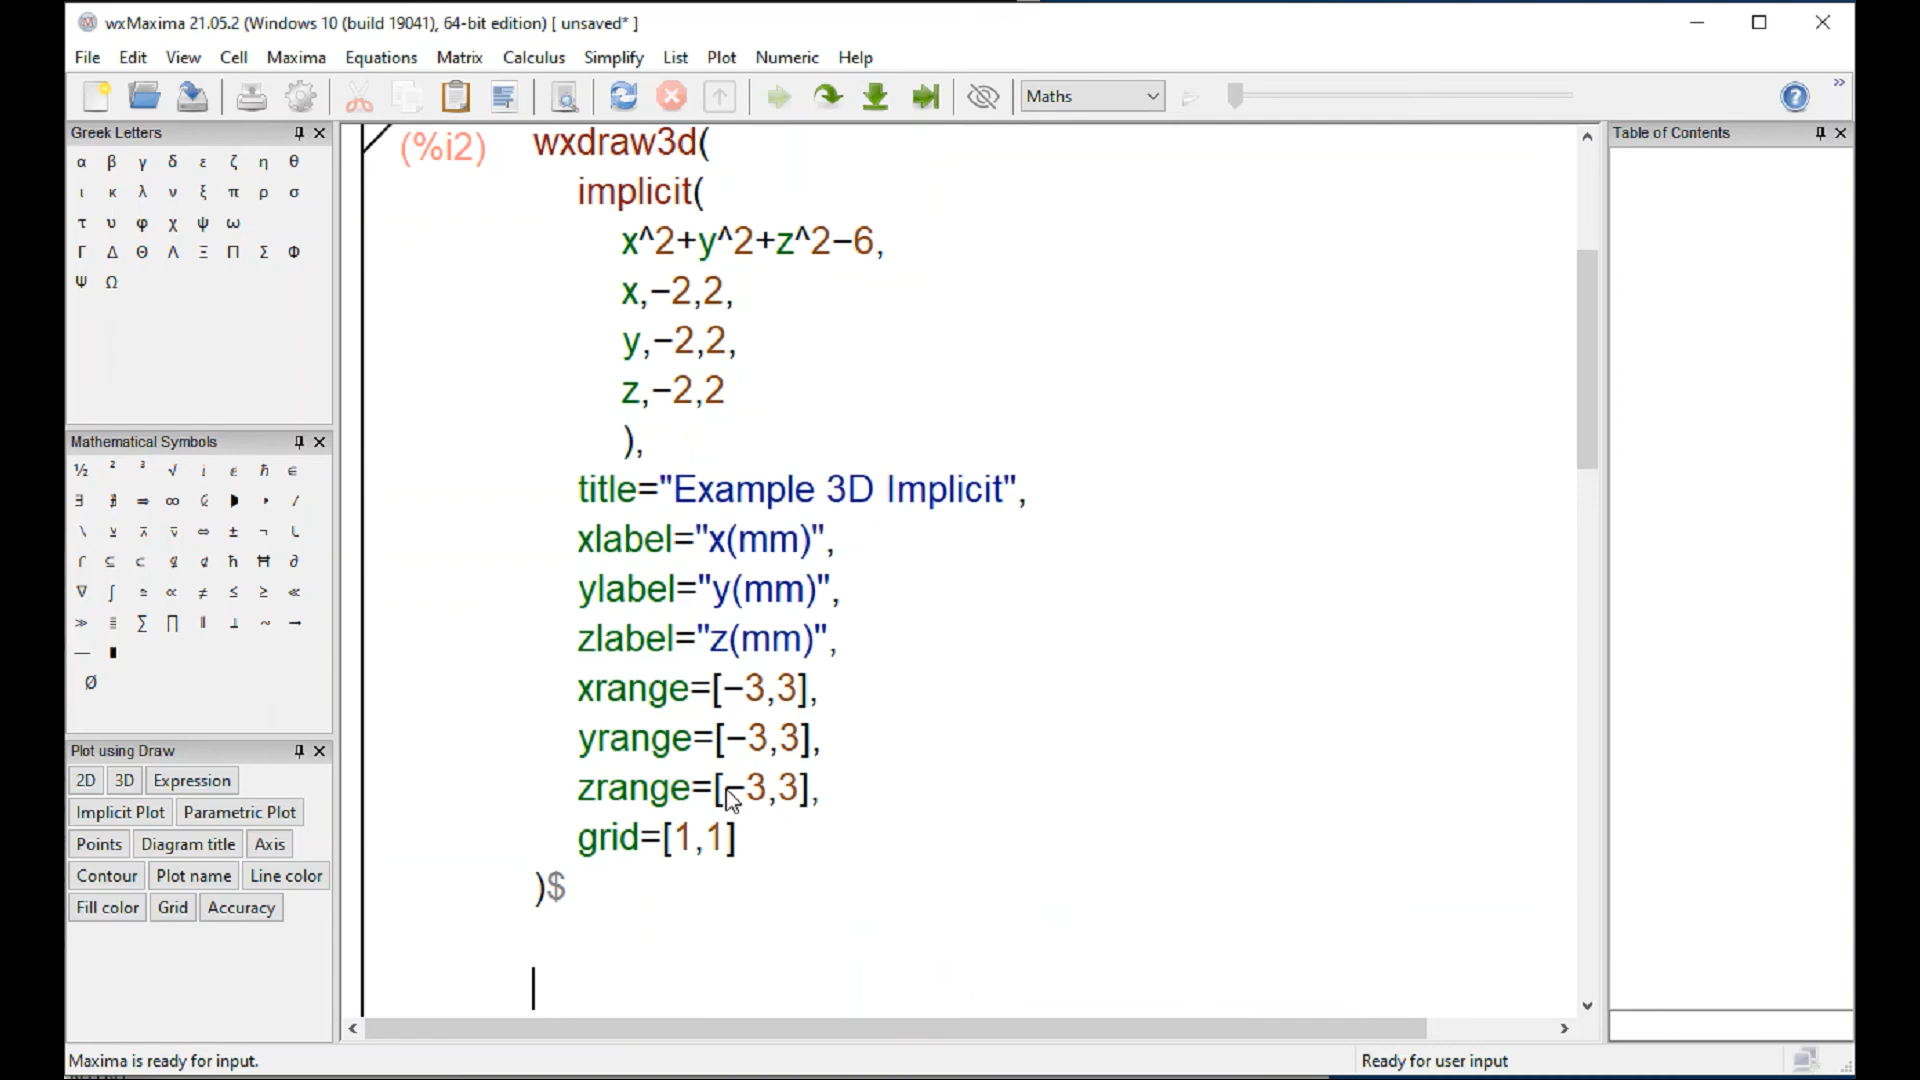 wxMaxima 21.05.2 (Windows 10 (build 19041), 64-bit edition) [ unsaved* ]
File Edit View Cell Maxima Equations Matrix Calculus Simplify List Plot Numeric Help
Maths
Greek Letters
α β γ δ ε ζ η θ
ι κ λ ν ξ π ρ σ
τ υ φ χ ψ ω
Γ Δ Θ Λ Ξ Π Σ Φ
Ψ Ω
Mathematical Symbols
½ ² ³ √ i ∈
∃ ∄ ⇒ ∞ /
\ ⇔ ± ¬
⊆ ⊂ ħ Ħ ∂
∇ ∫ ∝ ≠ ≤ ≥ ≪
≫ ∑ ∏ ∥ ⟂ ~ →
— ▮
Ø
Plot using Draw
2D 3D Expression
Implicit Plot Parametric Plot
Points Diagram title Axis
Contour Plot name Line color
Fill color Grid Accuracy
(%i2) wxdraw3d(
implicit(
x^2+y^2+z^2−6,
x,−2,2,
y,−2,2,
z,−2,2
),
title="Example 3D Implicit",
xlabel="x(mm)",
ylabel="y(mm)",
zlabel="z(mm)",
xrange=[−3,3],
yrange=[−3,3],
zrange=[−3,3],
grid=[1,1]
)$
Table of Contents
Maxima is ready for input.
Ready for user input